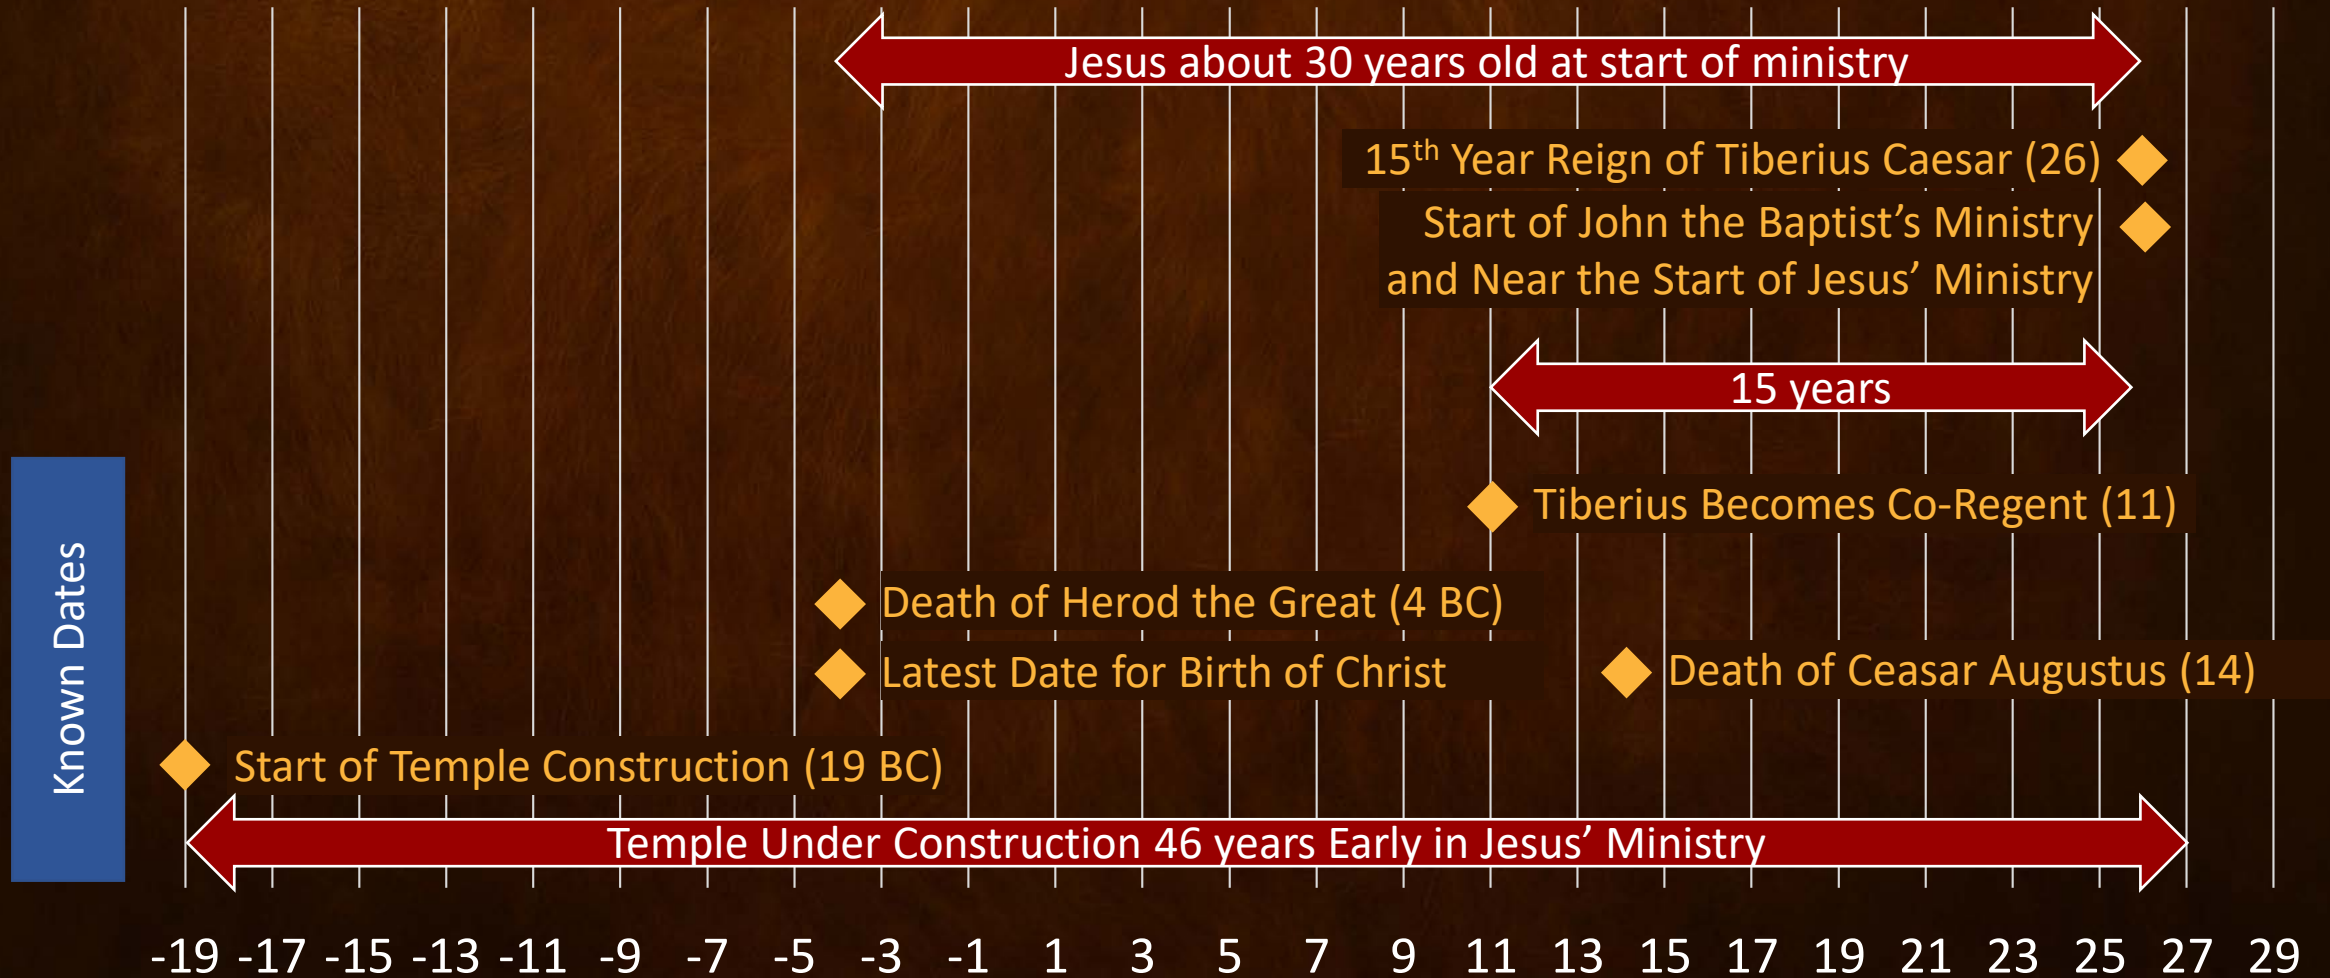 Jesus about 30 years old at start of ministry
15th Year Reign of Tiberius Caesar (26)
Start of John the Baptist’s Ministry
and Near the Start of Jesus’ Ministry
15 years
Tiberius Becomes Co-Regent (11)
Known Dates
Death of Herod the Great (4 BC)
Latest Date for Birth of Christ
Death of Ceasar Augustus (14)
Start of Temple Construction (19 BC)
Temple Under Construction 46 years Early in Jesus’ Ministry
-19 -17 -15 -13 -11 -9 -7 -5 -3 -1 1 3 5 7 9 11 13 15 17 19 21 23 25 27 29